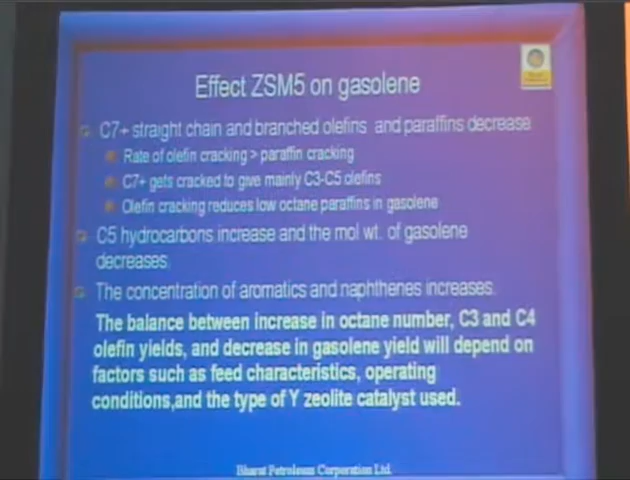 Effect ZSM5 on gasolene
C7+ straight chain and branched olefins and paraffins decrease
Rate of olefin cracking > paraffin cracking
C7+ gets cracked to give mainly C3-C5 olefins
Olefin cracking reduces low octane paraffins in gasolene
C5 hydrocarbons increase and the mol wt. of gasolene
decreases.
The concentration of aromatics and naphthenes increases.
The balance between increase in octane number, C3 and C4
olefin yields, and decrease in gasolene yield will depend on
factors such as feed characteristics, operating
conditions,and the type of Y zeolite catalyst used.
Bharat Petroleum Corporation Ltd.